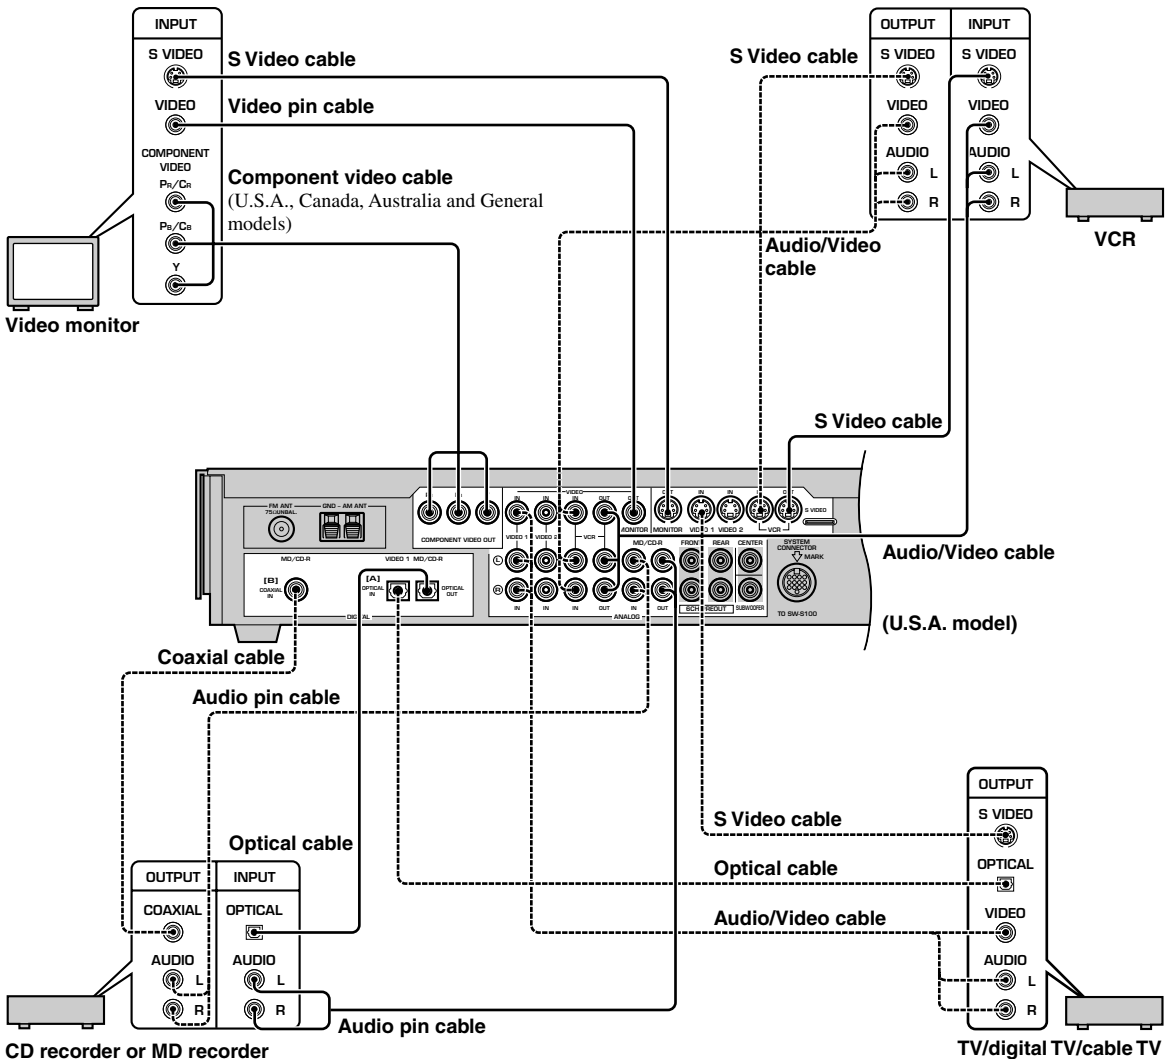 INPUT
S VIDEO
VIDEO
COMPONENT
VIDEO
PR/CR
PB/CB
Y
Video monitor
S Video cable
Video pin cable
Component video cable
(U.S.A., Canada, Australia and General
models)
OUTPUT
INPUT
S VIDEO
S VIDEO
VIDEO
VIDEO
AUDIO
AUDIO
L
L
R
R
VCR
S Video cable
Audio/Video
cable
S Video cable
Audio/Video cable
(U.S.A. model)
FM ANT
75ΩUNBAL.
GND - AM ANT
COMPONENT VIDEO OUT
VIDEO
IN
IN
IN
OUT
OUT
VIDEO 1
VIDEO 2
VCR
MONITOR
OUT
IN
IN
OUT
MONITOR
VIDEO 1
VIDEO 2
VCR
S VIDEO
MD/CD-R
[B]
COAXIAL
IN
VIDEO 1
MD/CD-R
[A]
OPTICAL
IN
OPTICAL
OUT
DIGITAL
L
R
IN
IN
IN
OUT
IN
OUT
ANALOG
MD/CD-R
FRONT
REAR
CENTER
SUBWOOFER
SYSTEM
CONNECTOR
MARK
TO SW-S100
Coaxial cable
Audio pin cable
Optical cable
OUTPUT
INPUT
COAXIAL
OPTICAL
AUDIO
AUDIO
L
L
R
R
Audio pin cable
CD recorder or MD recorder
S Video cable
Optical cable
Audio/Video cable
OUTPUT
S VIDEO
OPTICAL
VIDEO
AUDIO
L
R
TV/digital TV/cable TV